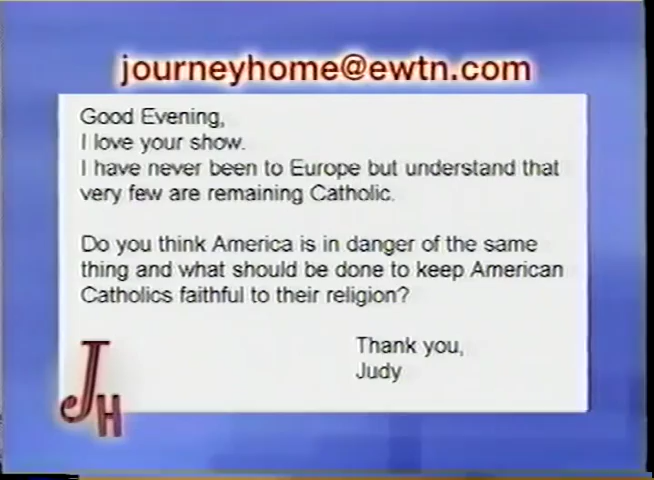 journeyhome@ewtn.com
Good Evening,
I love your show.
I have never been to Europe but understand that
very few are remaining Catholic.
Do you think America is in danger of the same
thing and what should be done to keep American
Catholics faithful to their religion?
Thank you,
Judy
JH